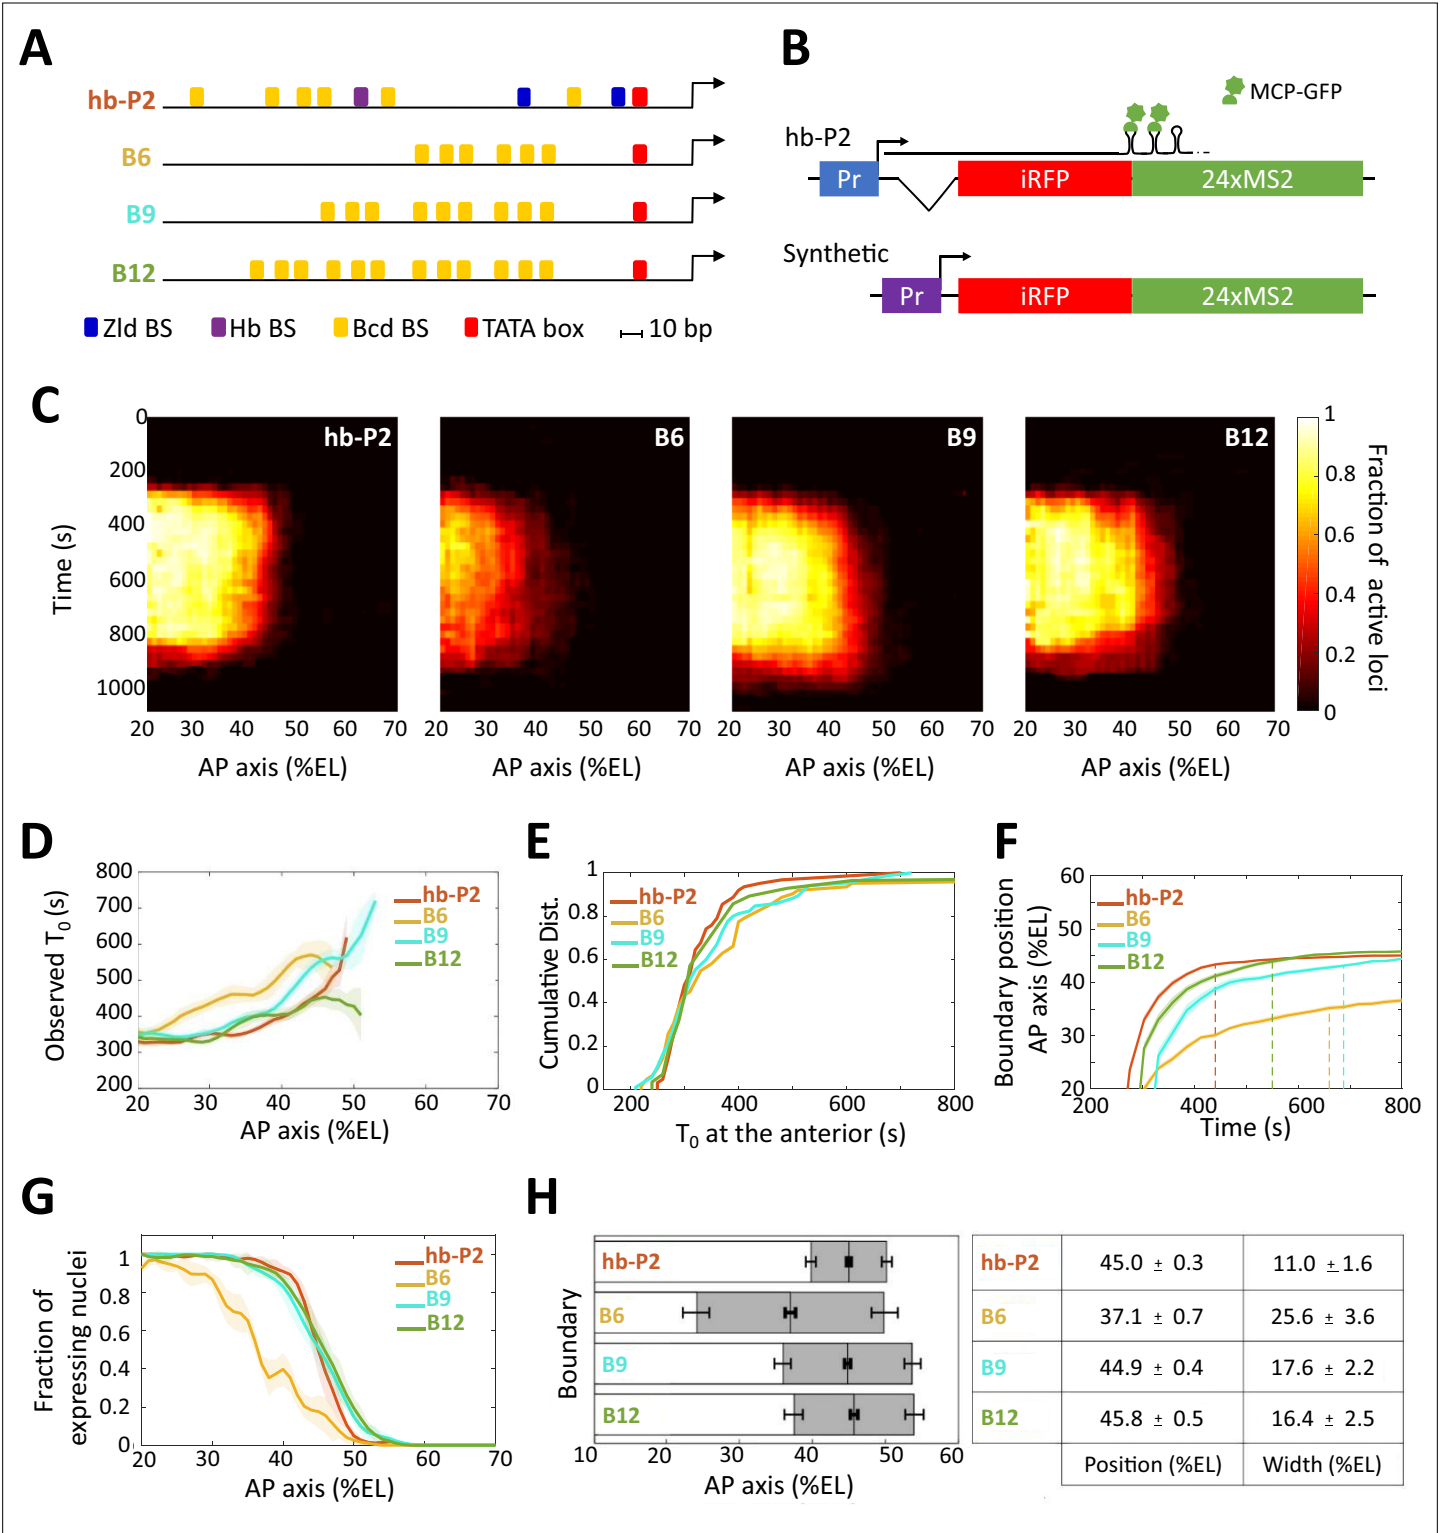 A
hb-P2
B6
B9
B12
Zld BS
Hb BS
Bcd BS
TATA box
10 bp
B
MCP-GFP
hb-P2
Pr
iRFP
24xMS2
Synthetic
Pr
iRFP
24xMS2
C
hb-P2
B6
B9
B12
0
200
400
600
800
1000
Time (s)
20 30 40 50 60 70
20 30 40 50 60 70
20 30 40 50 60 70
20 30 40 50 60 70
AP axis (%EL)
AP axis (%EL)
AP axis (%EL)
AP axis (%EL)
1
0.8
0.6
0.4
0.2
0
Fraction of active loci
D
800
700
600
500
400
300
200
Observed T0 (s)
hb-P2
B6
B9
B12
20 30 40 50 60 70
AP axis (%EL)
E
1
0.8
0.6
0.4
0.2
0
Cumulative Dist.
hb-P2
B6
B9
B12
200 400 600 800
T0 at the anterior (s)
F
60
50
40
30
20
Boundary position
AP axis (%EL)
hb-P2
B6
B9
B12
200 400 600 800
Time (s)
G
1
0.8
0.6
0.4
0.2
0
Fraction of
expressing nuclei
hb-P2
B6
B9
B12
20 30 40 50 60 70
AP axis (%EL)
H
Boundary
hb-P2
B6
B9
B12
10 20 30 40 50 60
AP axis (%EL)
hb-P2 45.0 ± 0.3 11.0 ± 1.6
B6 37.1 ± 0.7 25.6 ± 3.6
B9 44.9 ± 0.4 17.6 ± 2.2
B12 45.8 ± 0.5 16.4 ± 2.5
Position (%EL) Width (%EL)